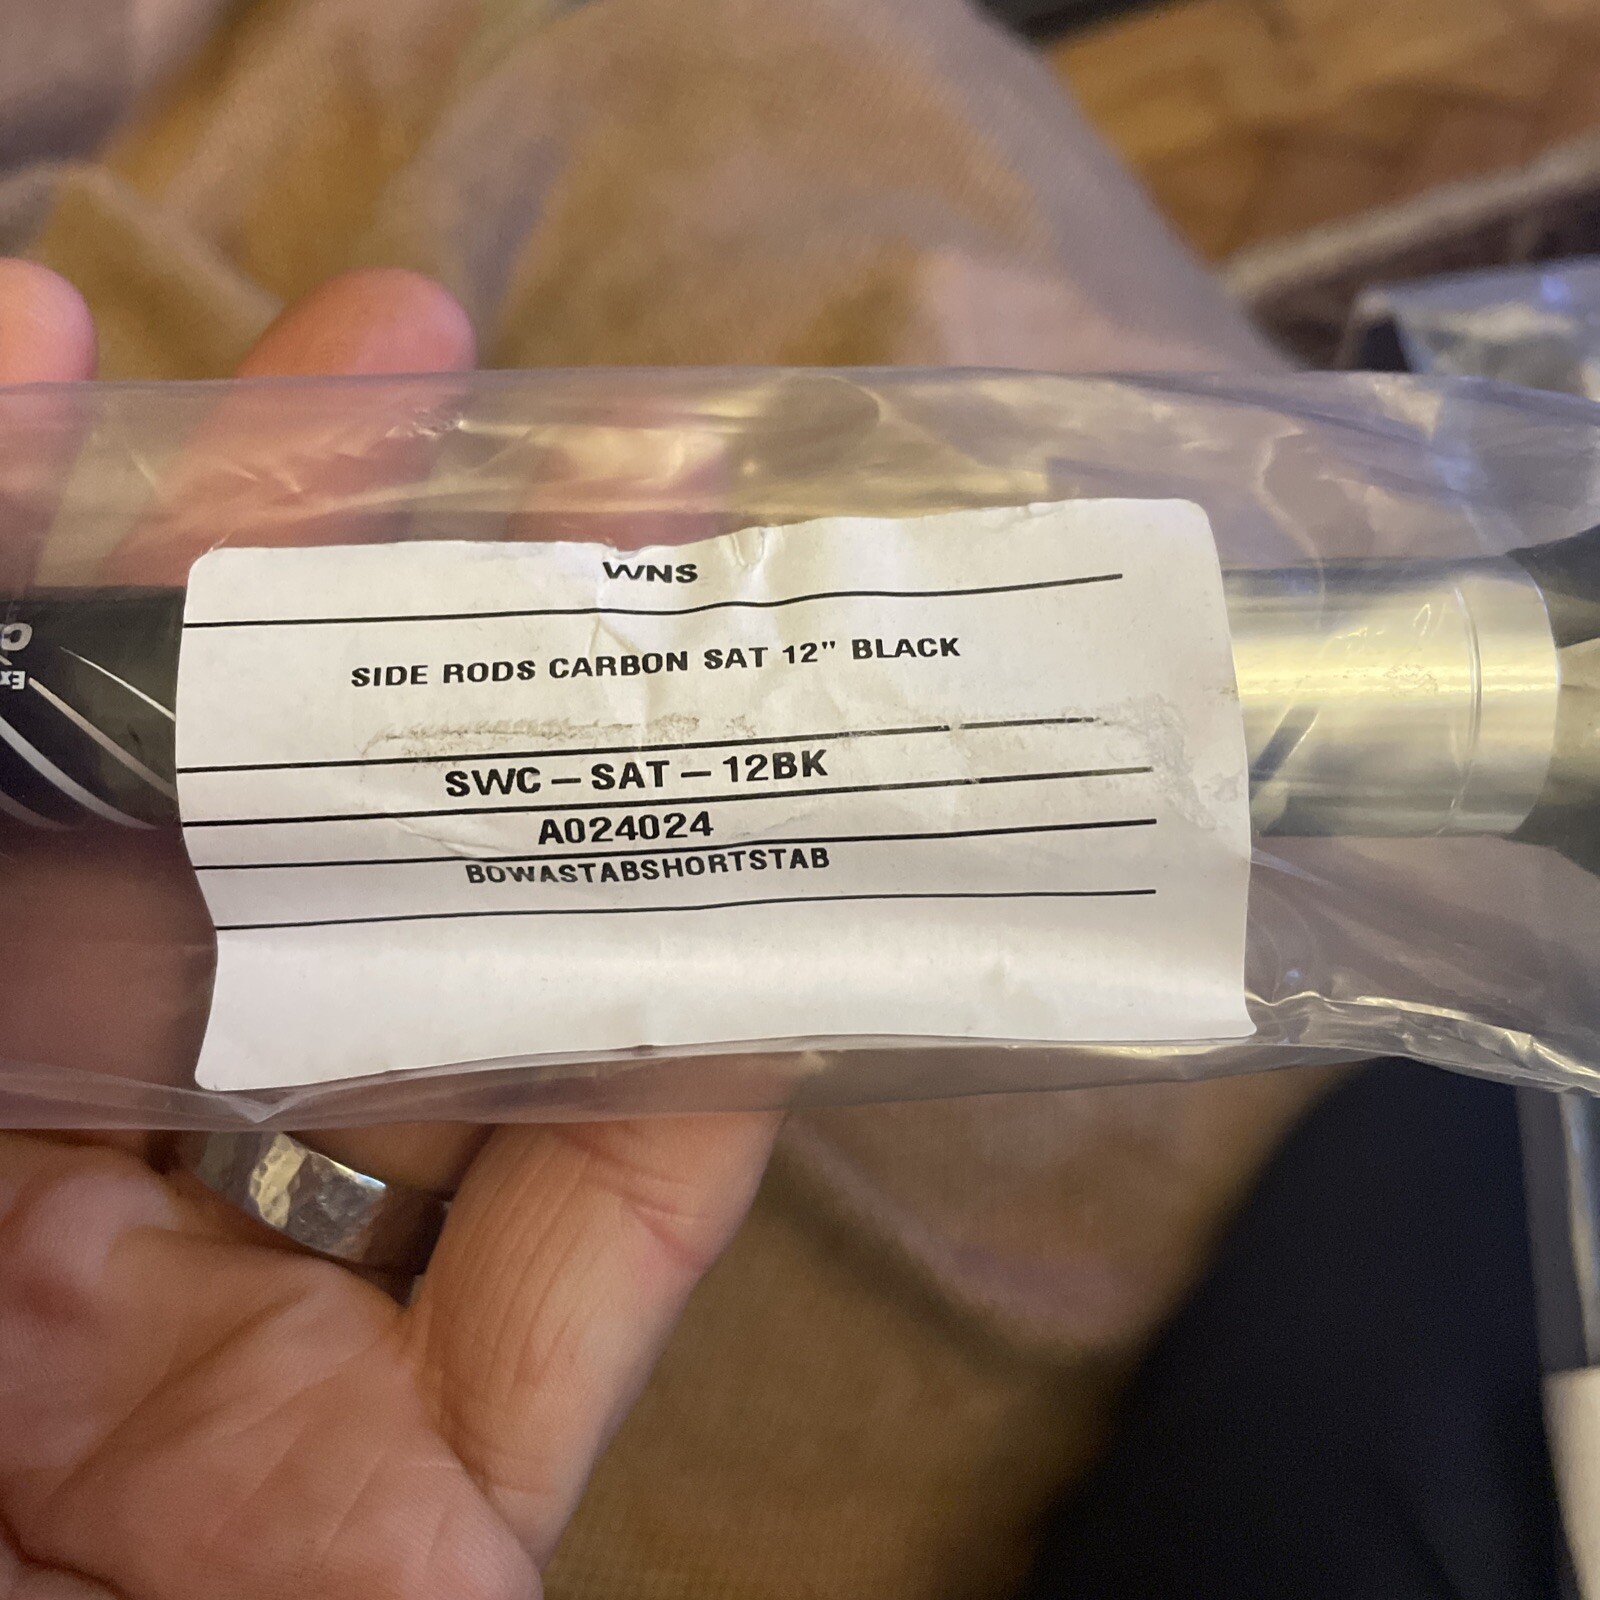 WNS
SIDE RODS CARBON SAT 12" BLACK
SWC-SAT-12BK
A024024
BOWASTABSHORTSTAB